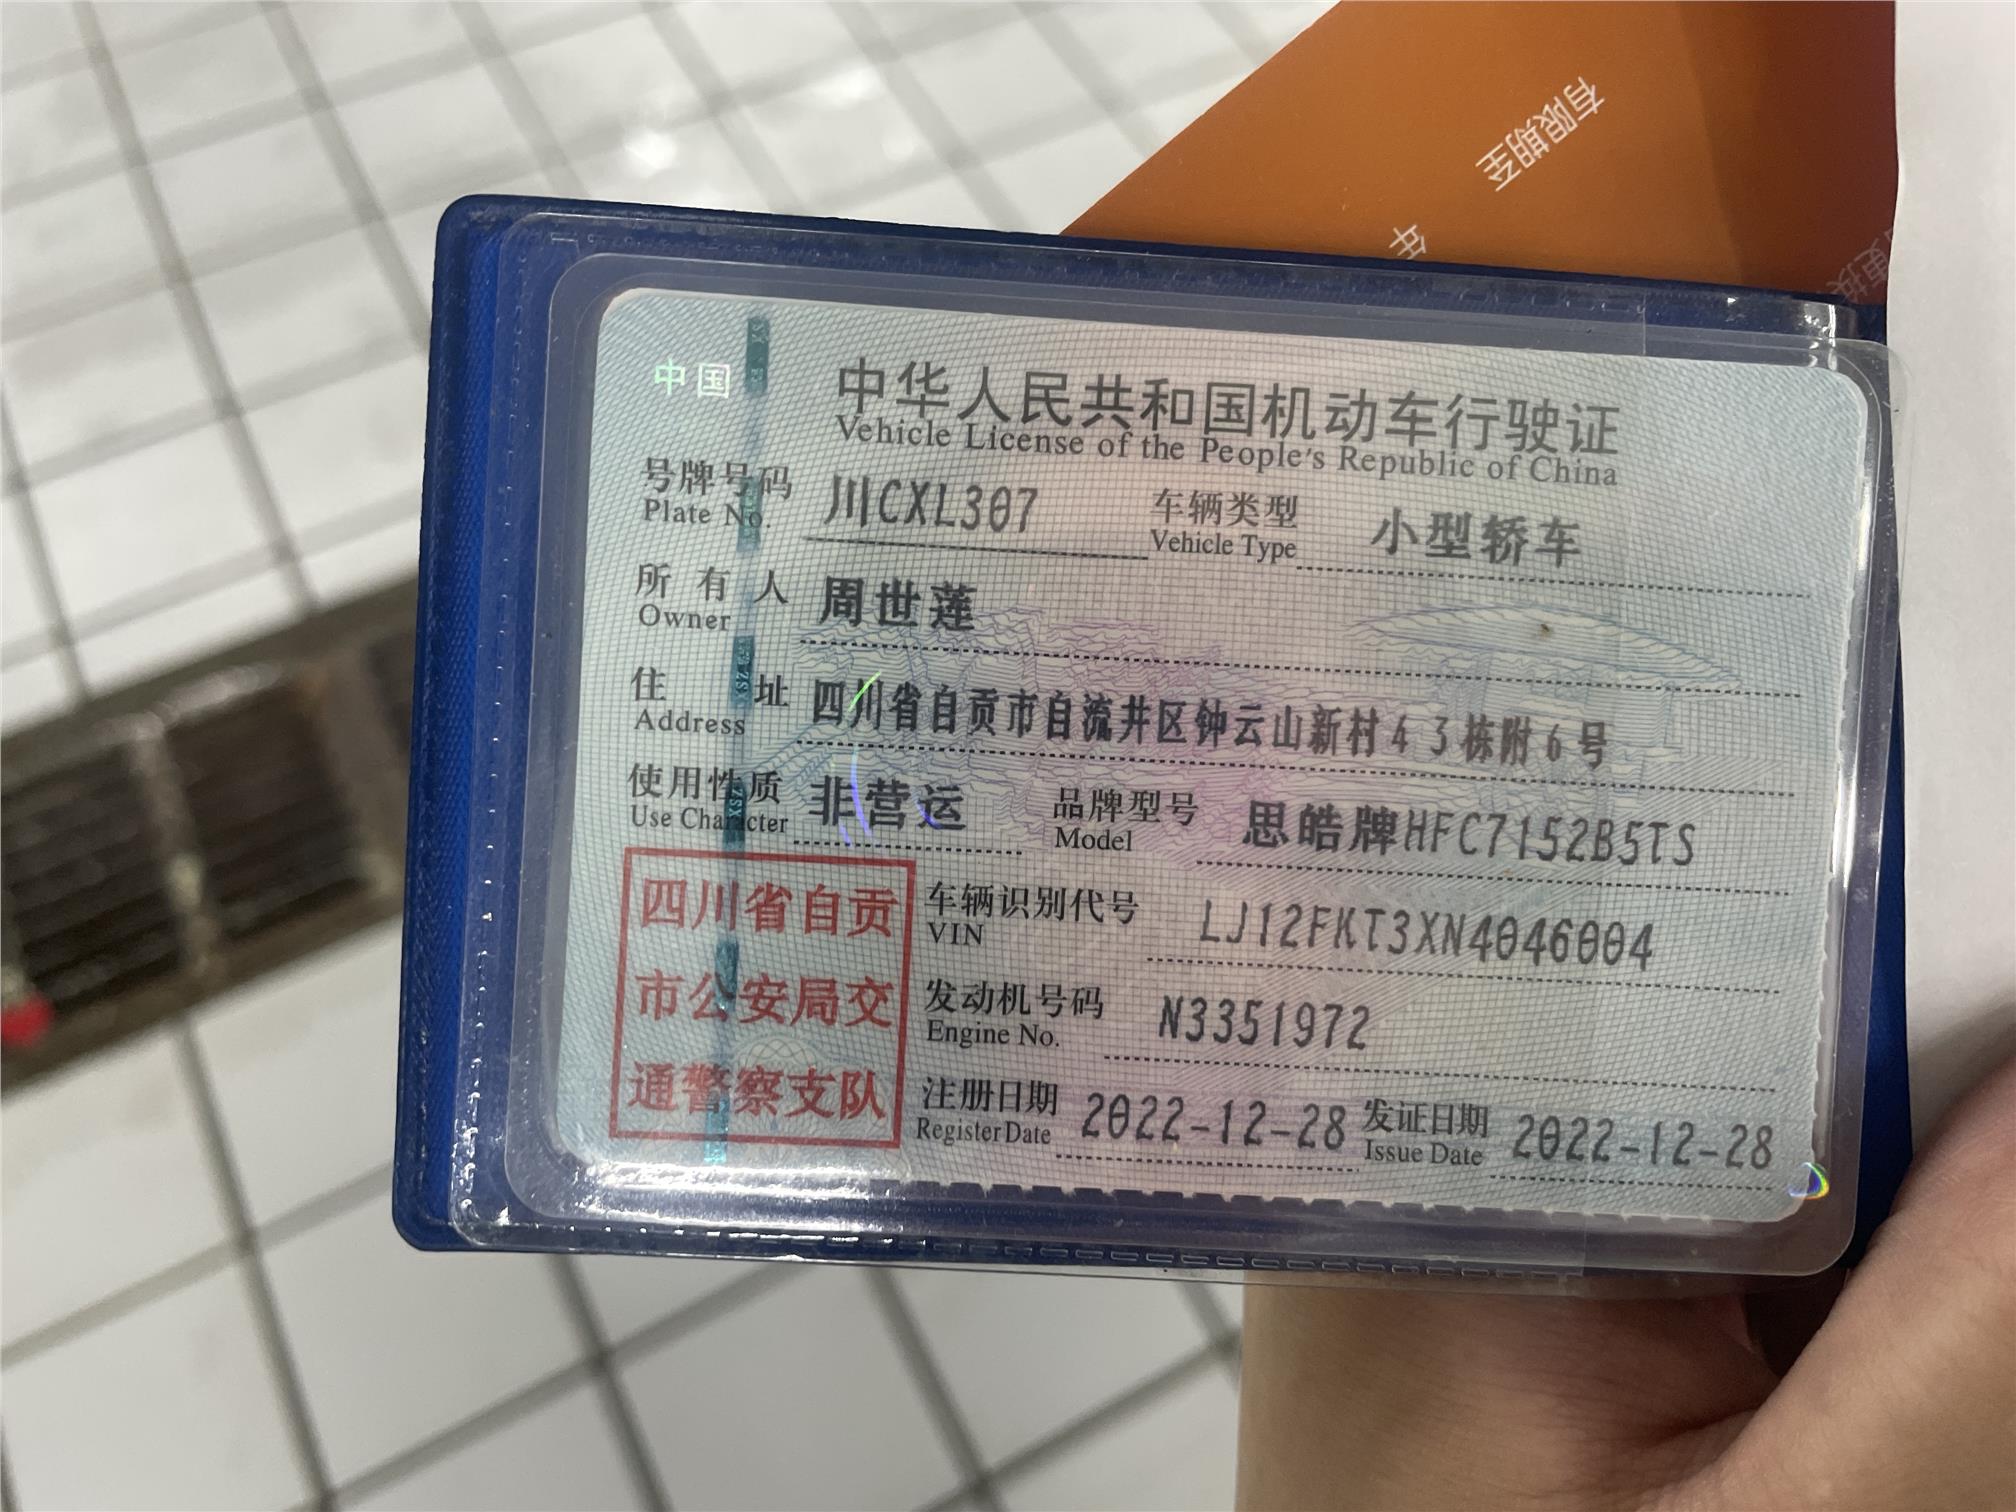 有限期至
年
中国
中华人民共和国机动车行驶证
Vehicle License of the People's Republic of China
号牌号码 川CXL307 车辆类型 小型轿车
Plate No. Vehicle Type
所有人 周世莲
Owner
住址 四川省自贡市自流井区钟云山新村43栋附6号
Address
使用性质 非营运 品牌型号 思皓牌HFC7152B5TS
Use Character Model
四川省自贡
市公安局交
通警察支队
车辆识别代号 LJ12FKT3XN4046004
VIN
发动机号码 N3351972
Engine No.
注册日期 2022-12-28 发证日期 2022-12-28
Register Date Issue Date